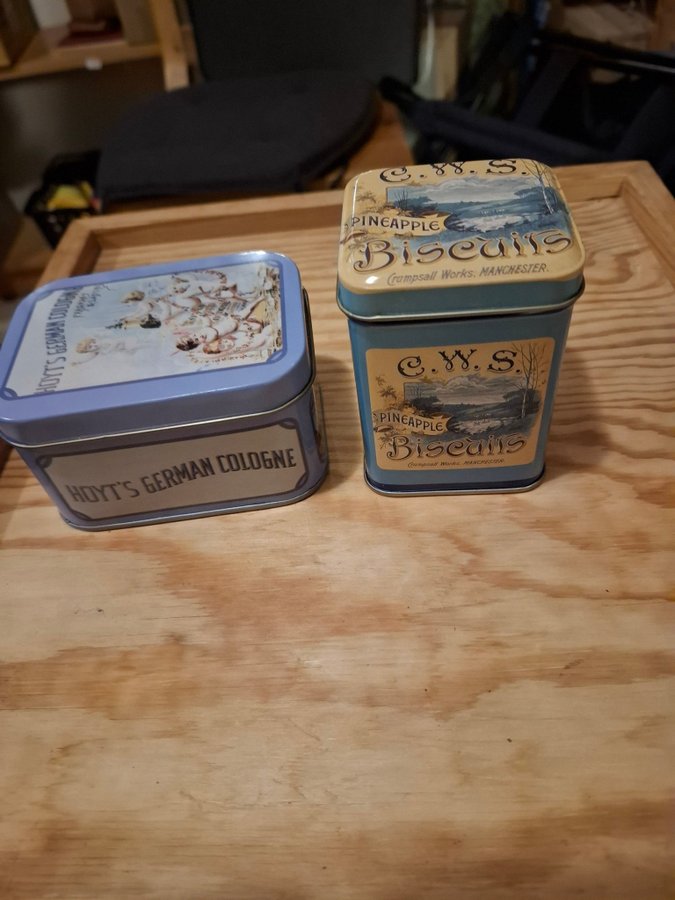 HOYT'S GERMAN COLOGNE
HOYT'S GERMAN COLOGNE
C.W.S.
PINEAPPLE
Biscuits
Crumpsall Works. MANCHESTER.
C.W.S.
PINEAPPLE
Biscuits
Crumpsall Works. MANCHESTER.